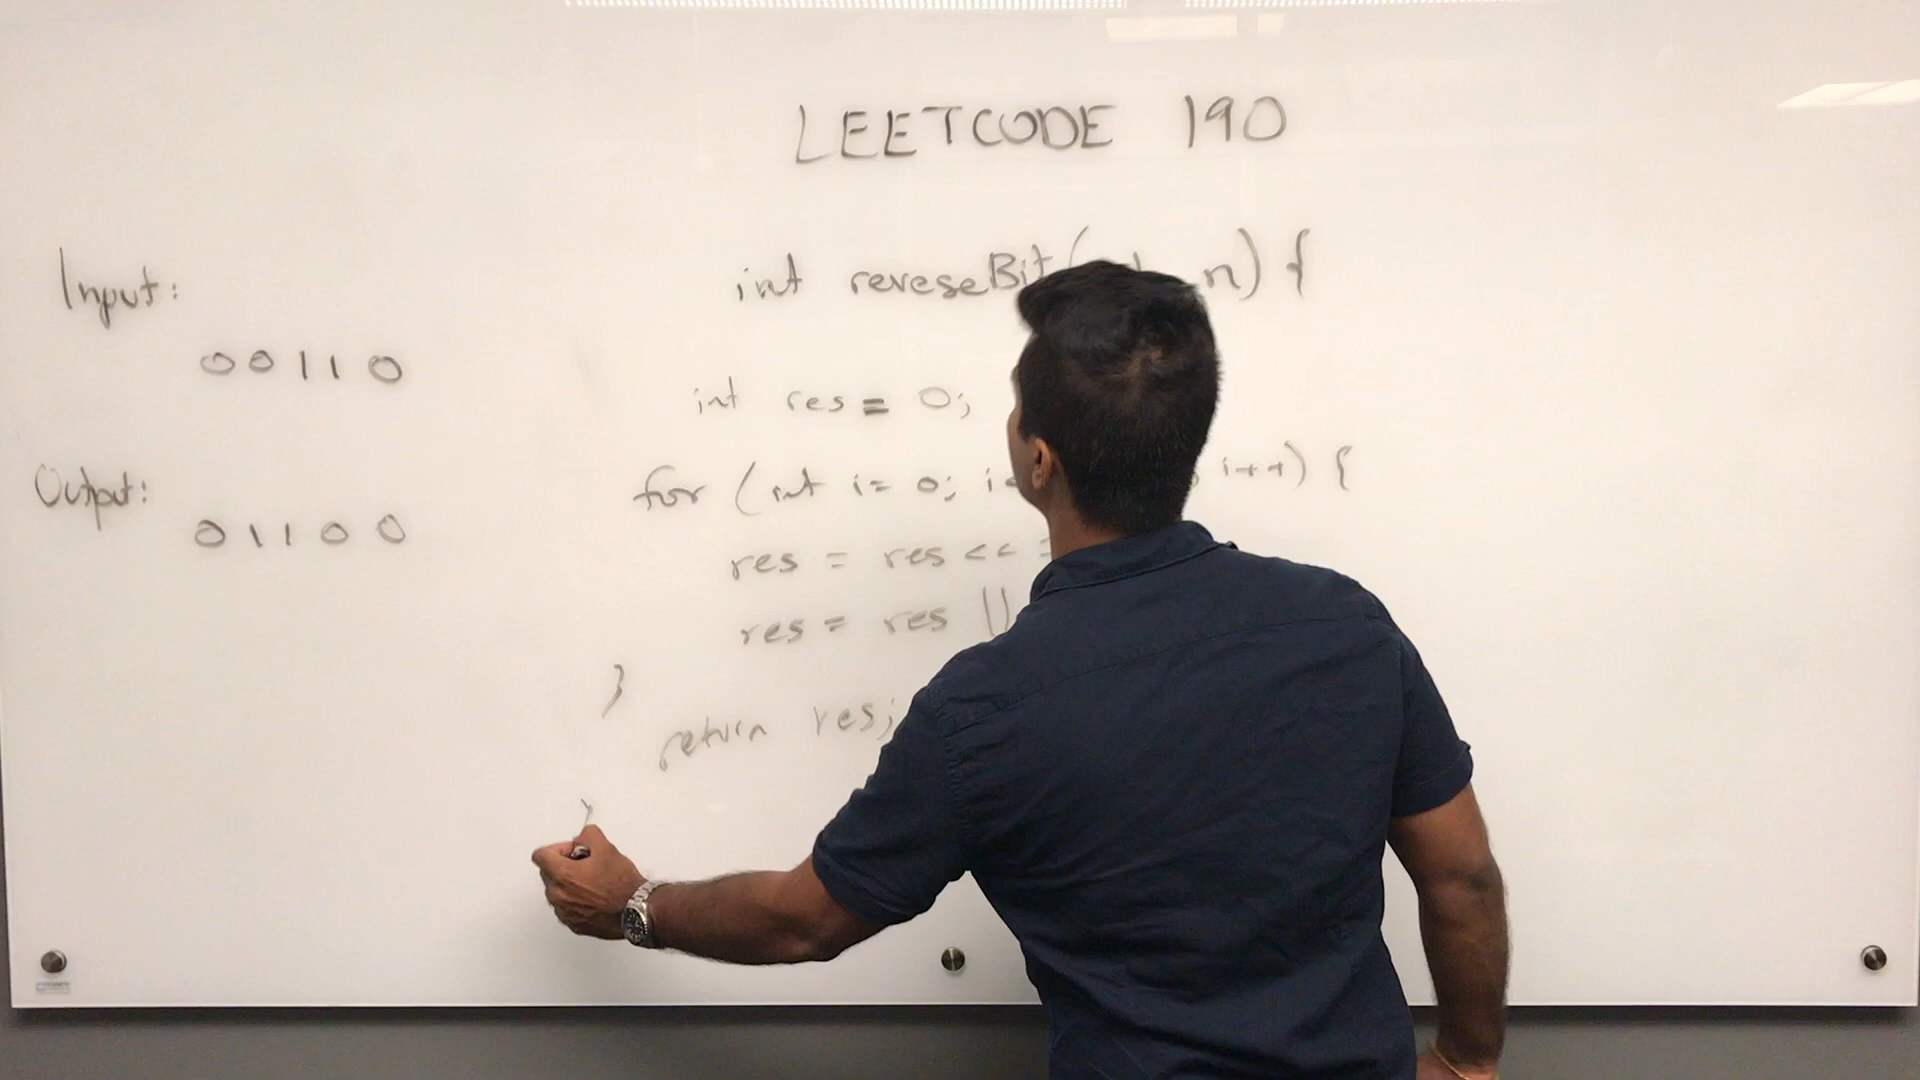 LEETCODE 190
Input:
00110
Output:
01100
int reveseBit( n) {
int res = 0;
for (int i= 0; i i++) {
res = res <<
res = res ||
}
return res;